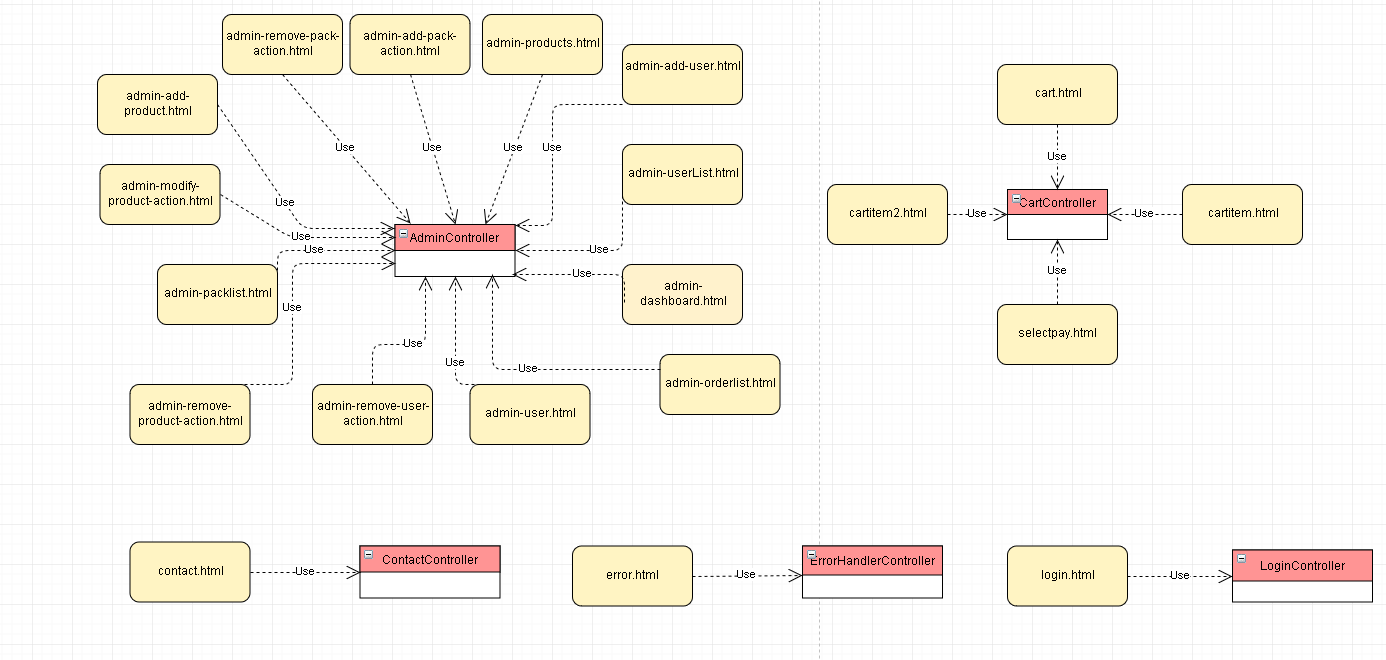 admin-remove-pack-
action.html
admin-add-pack-
action.html
admin-products.html
admin-add-user.html
admin-add-
product.html
cart.html
Use
Use
Use
Use
Use
admin-userList.html
admin-modify-
product-action.html
Use
CartController
cartitem2.html
Use
Use
cartitem.html
Use
AdminController
Use
Use
Use
Use
admin-packlist.html
admin-
dashboard.html
Use
selectpay.html
Use
Use
Use
admin-orderlist.html
admin-remove-
product-action.html
admin-remove-user-
action.html
admin-user.html
contact.html
Use
ContactController
error.html
Use
ErrorHandlerController
login.html
Use
LoginController